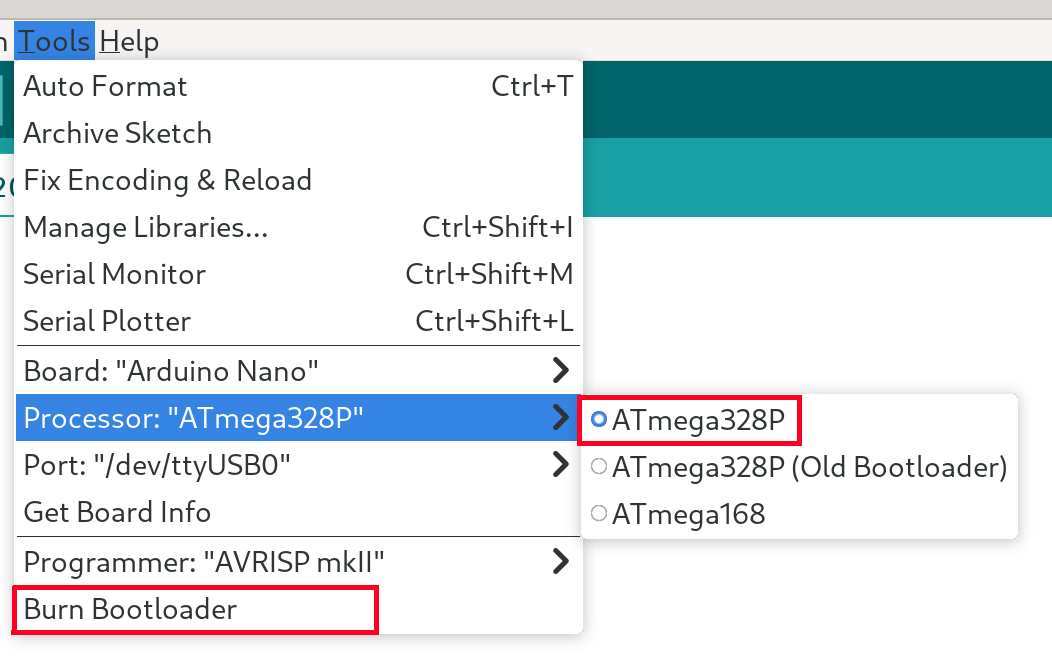 Tools Help
Auto Format Ctrl+T
Archive Sketch
Fix Encoding & Reload
Manage Libraries... Ctrl+Shift+I
Serial Monitor Ctrl+Shift+M
Serial Plotter Ctrl+Shift+L
Board: "Arduino Nano"
Processor: "ATmega328P"
Port: "/dev/ttyUSB0"
Get Board Info
Programmer: "AVRISP mkII"
Burn Bootloader
ATmega328P
ATmega328P (Old Bootloader)
ATmega168